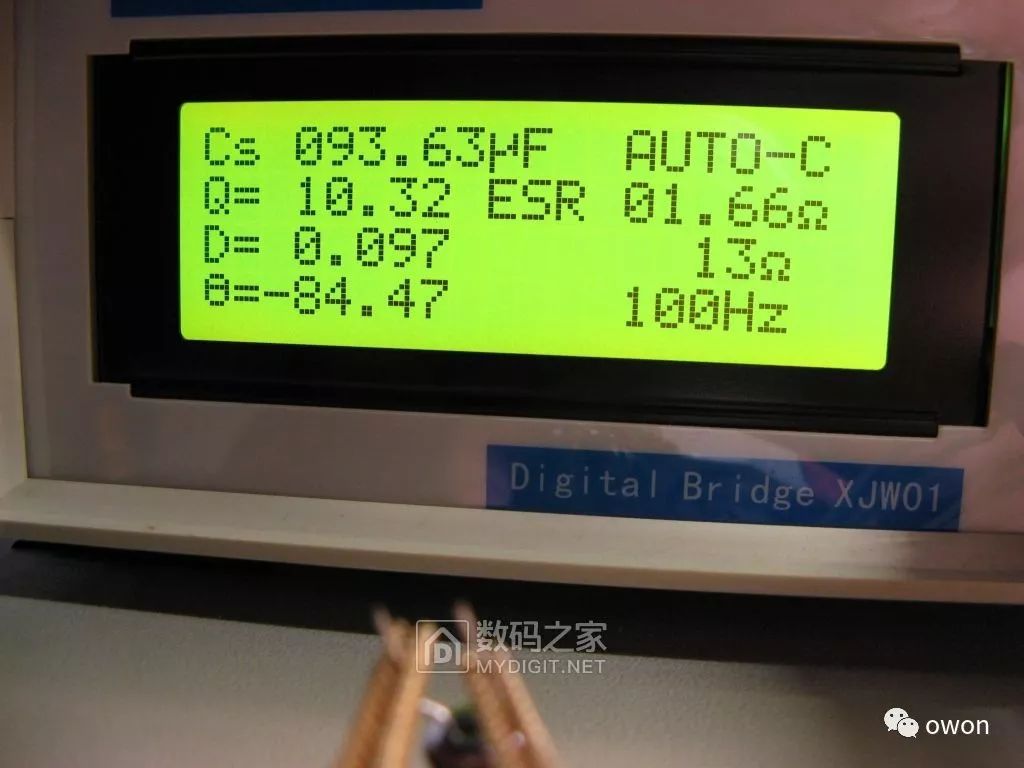 Cs 093.63µF AUTO-C
Q= 10.32 ESR 01.66Ω
D= 0.097 13Ω
θ=-84.47 100Hz
Digital Bridge XJW01
数码之家
MYDIGIT.NET
owon